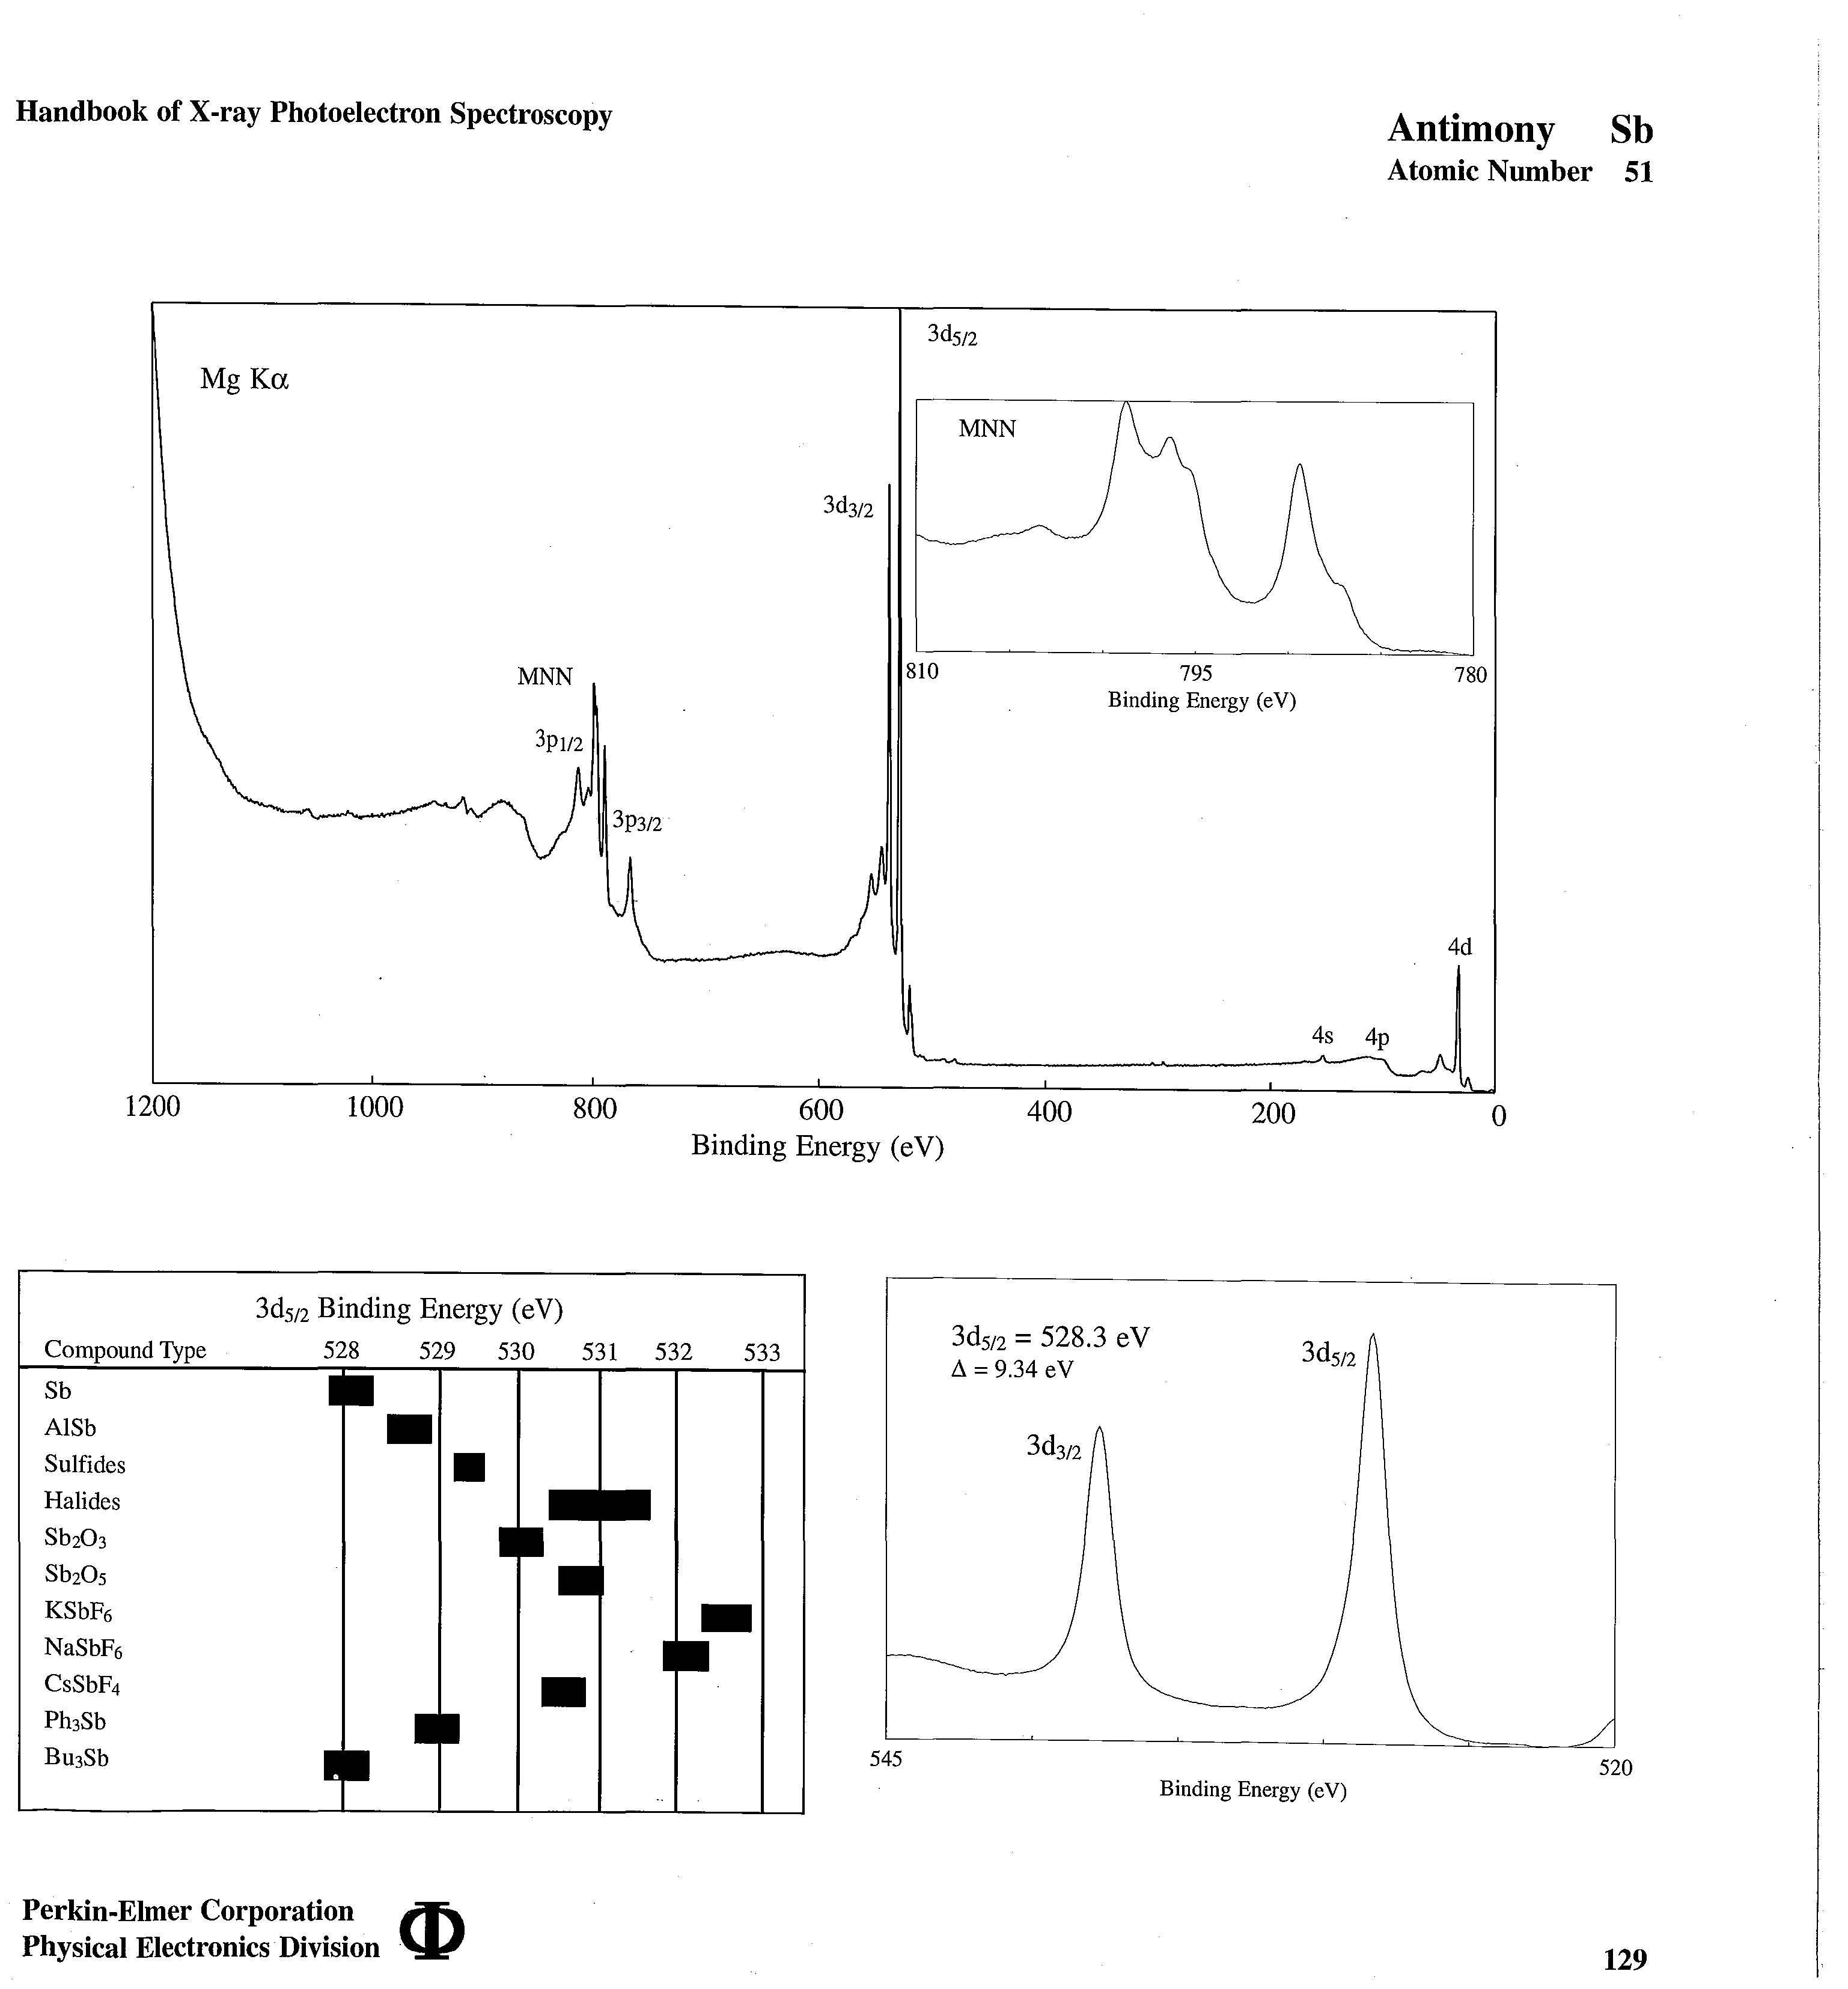 Handbook of X-ray Photoelectron Spectroscopy
Antimony Sb
Atomic Number 51
Mg Kα
3d5/2
MNN
3d3/2
810 795 780
Binding Energy (eV)
MNN
3p1/2
3p3/2
4d
4s 4p
1200 1000 800 600 400 200 0
Binding Energy (eV)
3d5/2 Binding Energy (eV)
Compound Type 528 529 530 531 532 533
Sb
AlSb
Sulfides
Halides
Sb2O3
Sb2O5
KSbF6
NaSbF6
CsSbF4
Ph3Sb
Bu3Sb
3d5/2 = 528.3 eV
Δ = 9.34 eV
3d5/2
3d3/2
545 520
Binding Energy (eV)
Perkin-Elmer Corporation
Physical Electronics Division
129